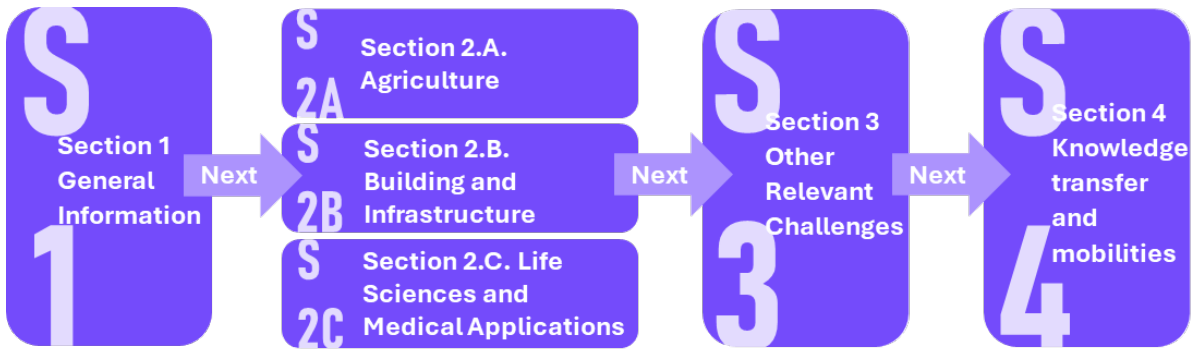 S
1
Section 1
General
Information
Next
S
2A
Section 2.A.
Agriculture
S
2B
Section 2.B.
Building and
Infrastructure
S
2C
Section 2.C. Life
Sciences and
Medical Applications
Next
S
3
Section 3
Other
Relevant
Challenges
Next
S
4
Section 4
Knowledge
transfer
and
mobilities